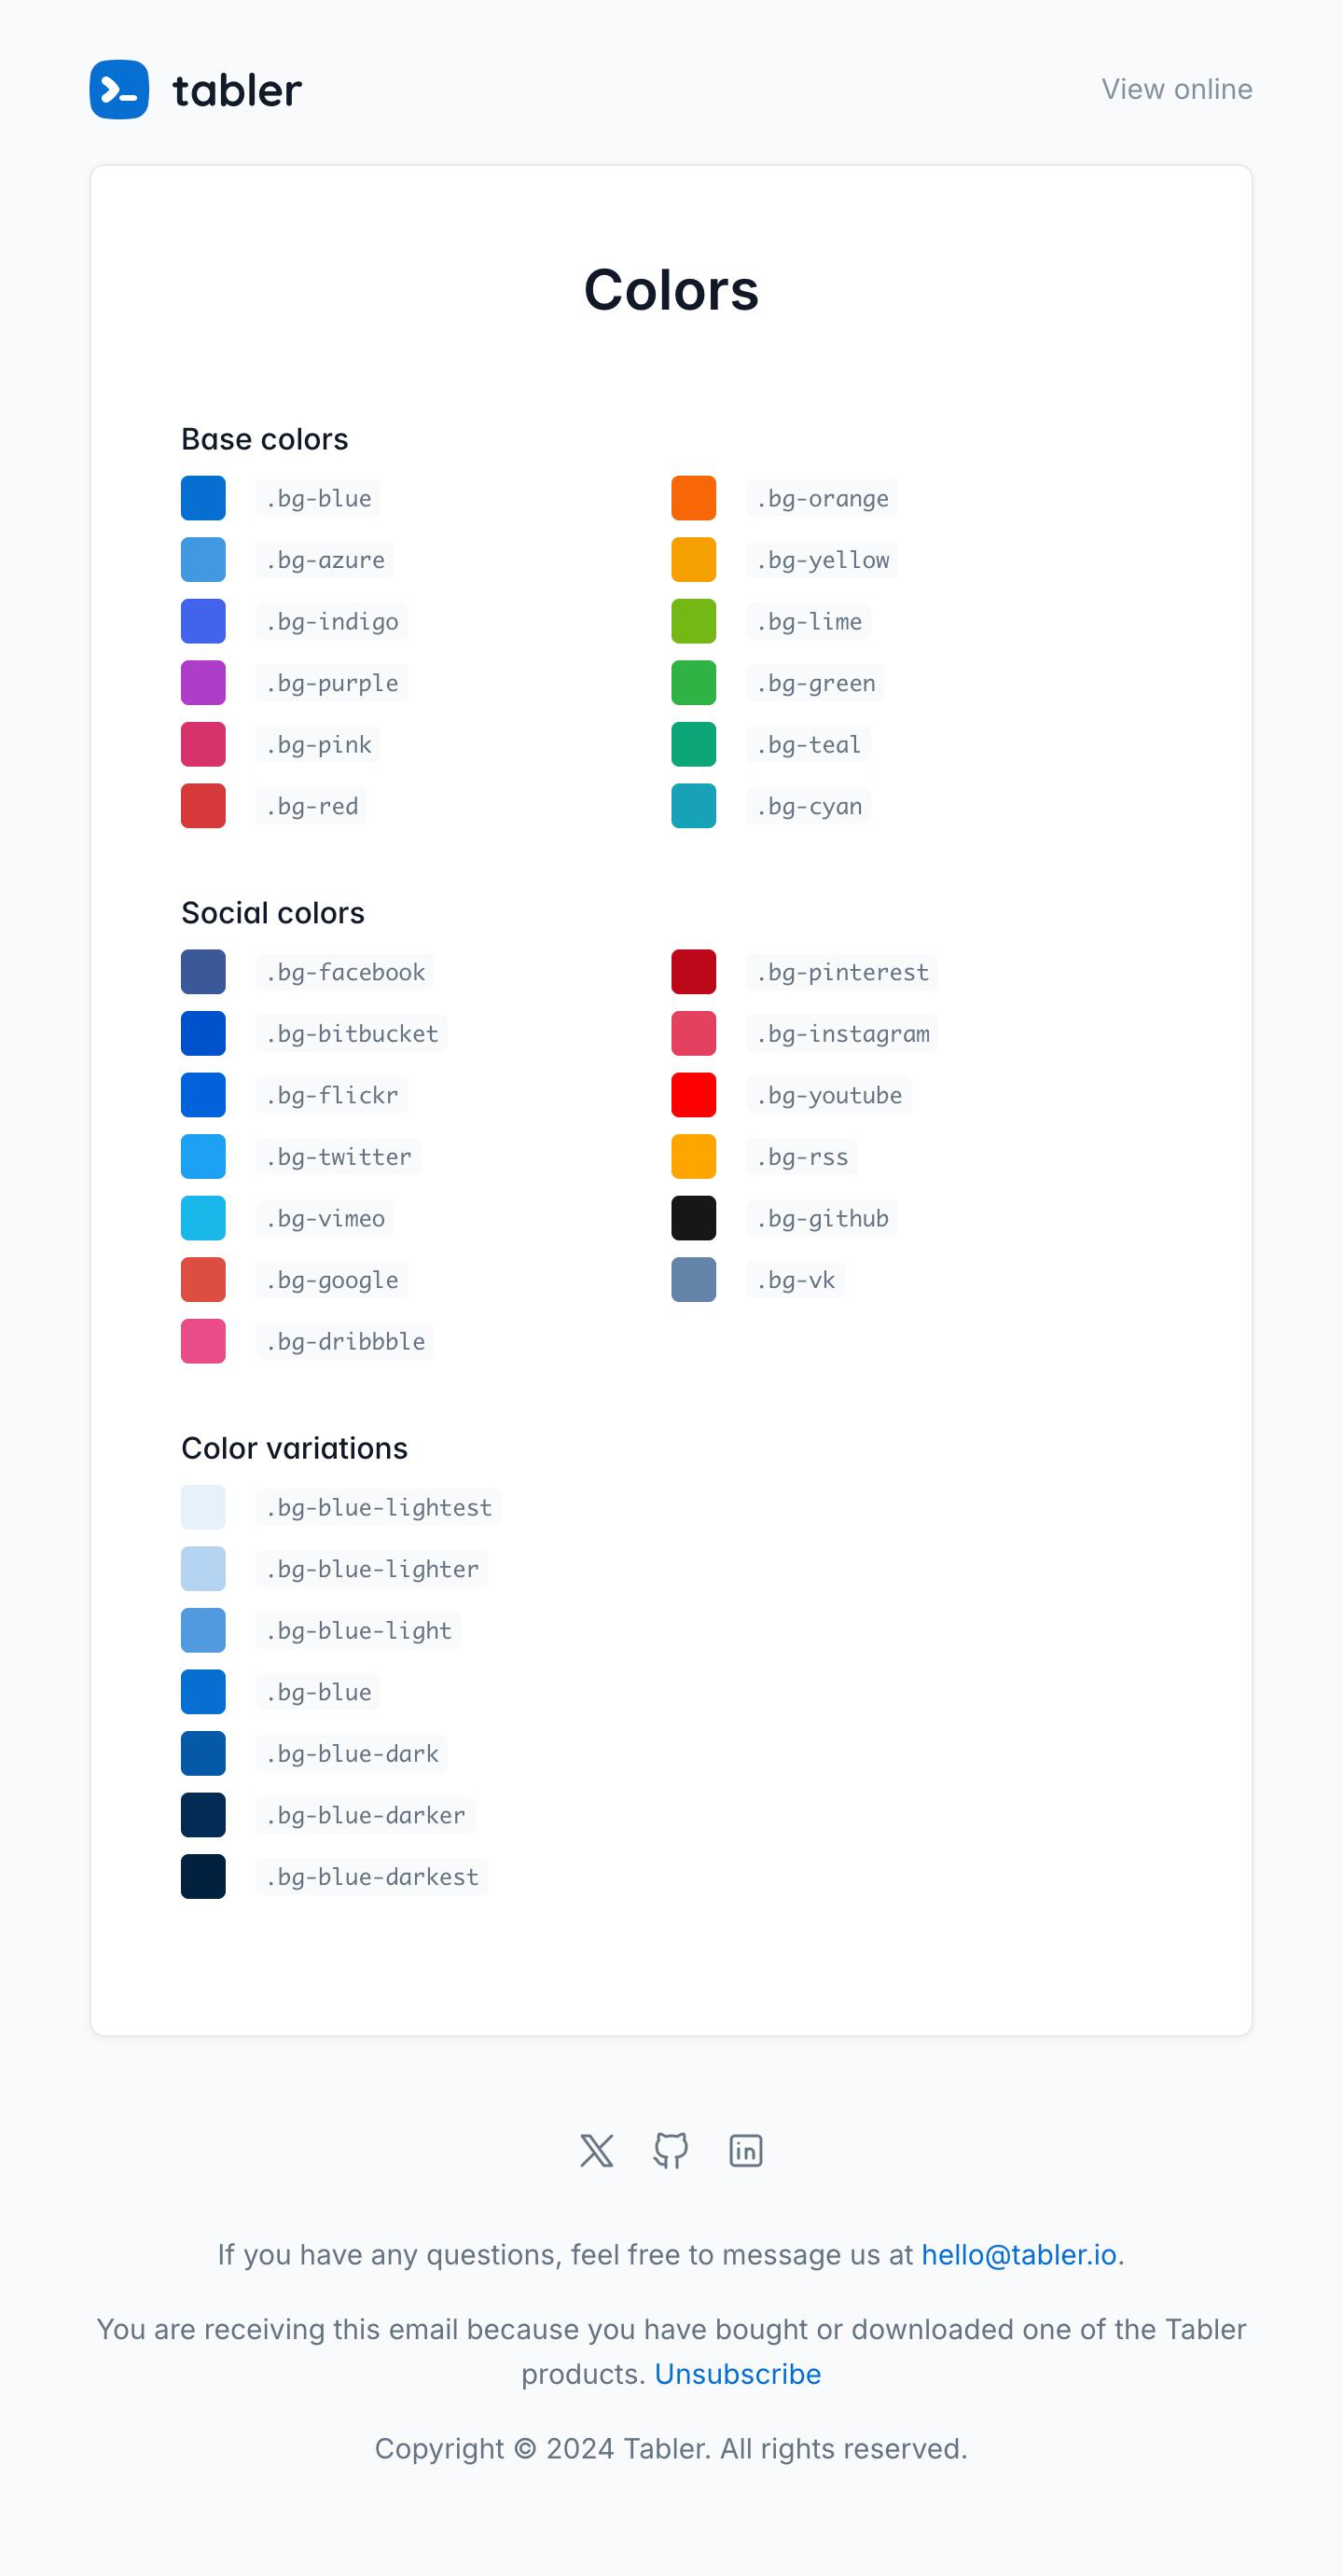 tabler
View online
Colors
Base colors
.bg-blue
.bg-azure
.bg-indigo
.bg-purple
.bg-pink
.bg-red
.bg-orange
.bg-yellow
.bg-lime
.bg-green
.bg-teal
.bg-cyan
Social colors
.bg-facebook
.bg-bitbucket
.bg-flickr
.bg-twitter
.bg-vimeo
.bg-google
.bg-dribbble
.bg-pinterest
.bg-instagram
.bg-youtube
.bg-rss
.bg-github
.bg-vk
Color variations
.bg-blue-lightest
.bg-blue-lighter
.bg-blue-light
.bg-blue
.bg-blue-dark
.bg-blue-darker
.bg-blue-darkest
If you have any questions, feel free to message us at hello@tabler.io.
You are receiving this email because you have bought or downloaded one of the Tabler
products. Unsubscribe
Copyright © 2024 Tabler. All rights reserved.